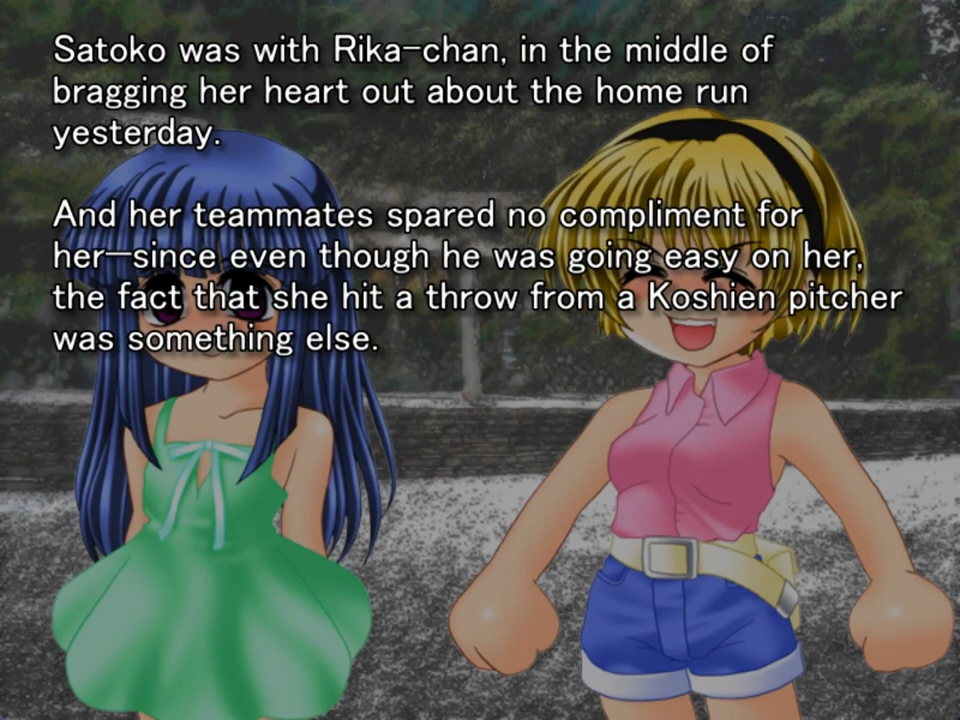 Satoko was with Rika-chan, in the middle of
bragging her heart out about the home run
yesterday.
And her teammates spared no compliment for
her—since even though he was going easy on her,
the fact that she hit a throw from a Koshien pitcher
was something else.